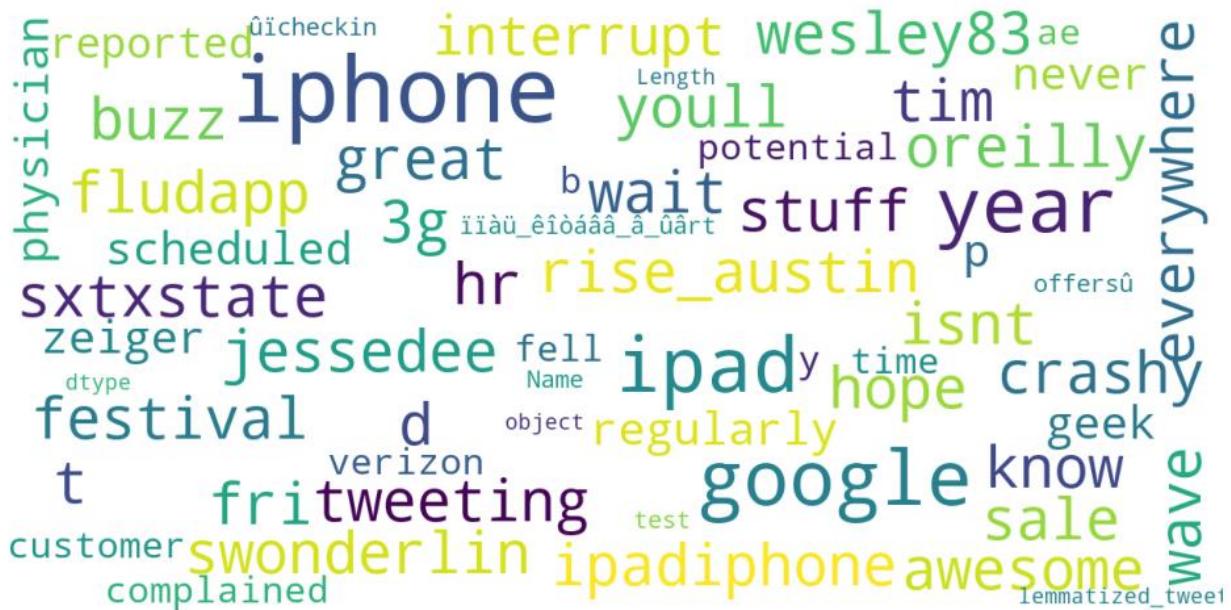 physician
reported
ûïcheckin
interrupt
wesley83
ae
everywhere
iphone
Length
never
buzz
youll
tim
great
potential
oreilly
fludapp
b
wait
stuff
year
3g
ïïàü_êîòáââ_â_ûârt
scheduled
hr
rise_austin
p
offersû
sxtxstate
isnt
zeiger
jessedee
fell
ipad
y
time
crashy
dtype
Name
hope
festival
d
object
regularly
geek
t
verizon
google
know
wave
fri
tweeting
test
sale
customer
swonderlin
ipadiphone
awesome
complained
lemmatized_tweet